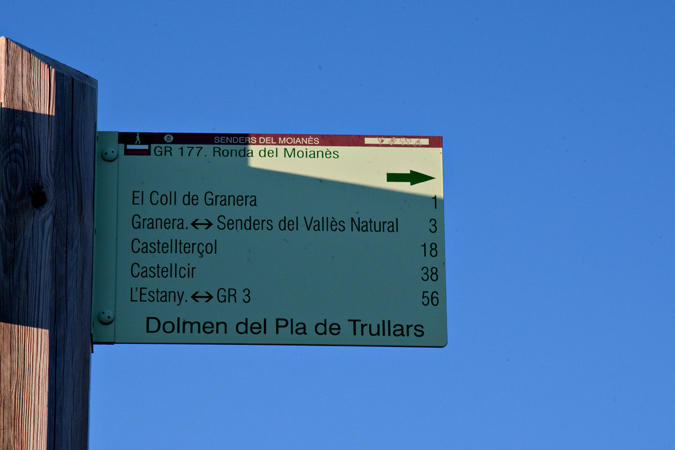 SENDERS DEL MOIANÈS
GR 177. Ronda del Moianès
El Coll de Granera 1
Granera.↔Senders del Vallès Natural 3
Castellterçol 18
Castellcir 38
L'Estany.↔GR 3 56
Dolmen del Pla de Trullars